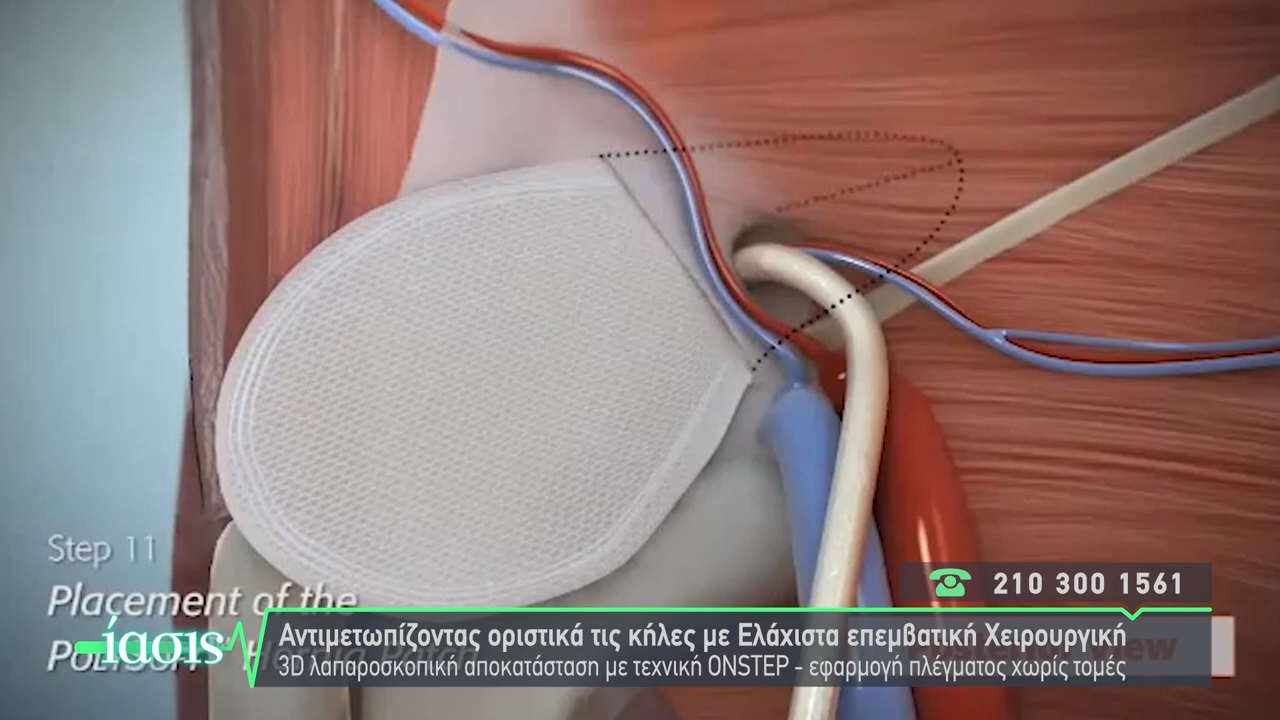 210 300 1561
Step 11
Placement of the
ίασις
Αντιμετωπίζοντας οριστικά τις κήλες με Ελάχιστα επεμβατική Χειρουργική
3D λαπαροσκοπική αποκατάσταση με τεχνική ONSTEP - εφαρμογή πλέγματος χωρίς τομές